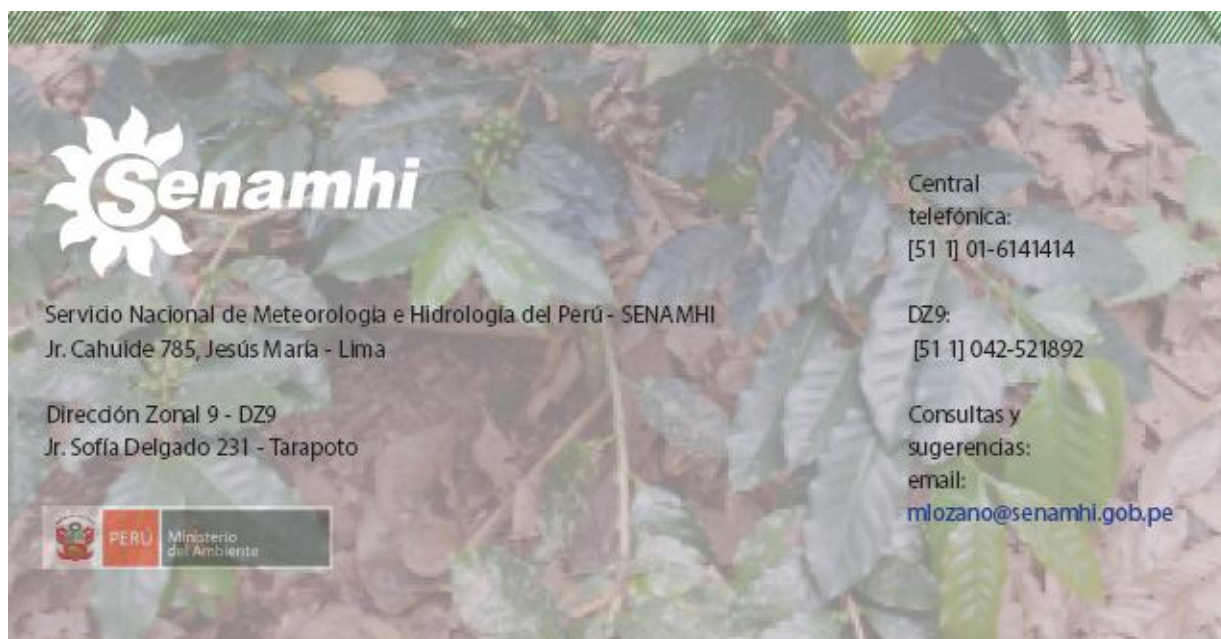 Senamhi
Servicio Nacional de Meteorología e Hidrología del Perú - SENAMHI
Jr. Cahuide 785, Jesús María - Lima
Dirección Zonal 9 - DZ9
Jr. Sofía Delgado 231 - Tarapoto
PERÚ
Ministerio
del Ambiente
Central
telefónica:
[51 1] 01-6141414
DZ9:
[51 1] 042-521892
Consultas y
sugerencias:
email:
mlozano@senamhi.gob.pe